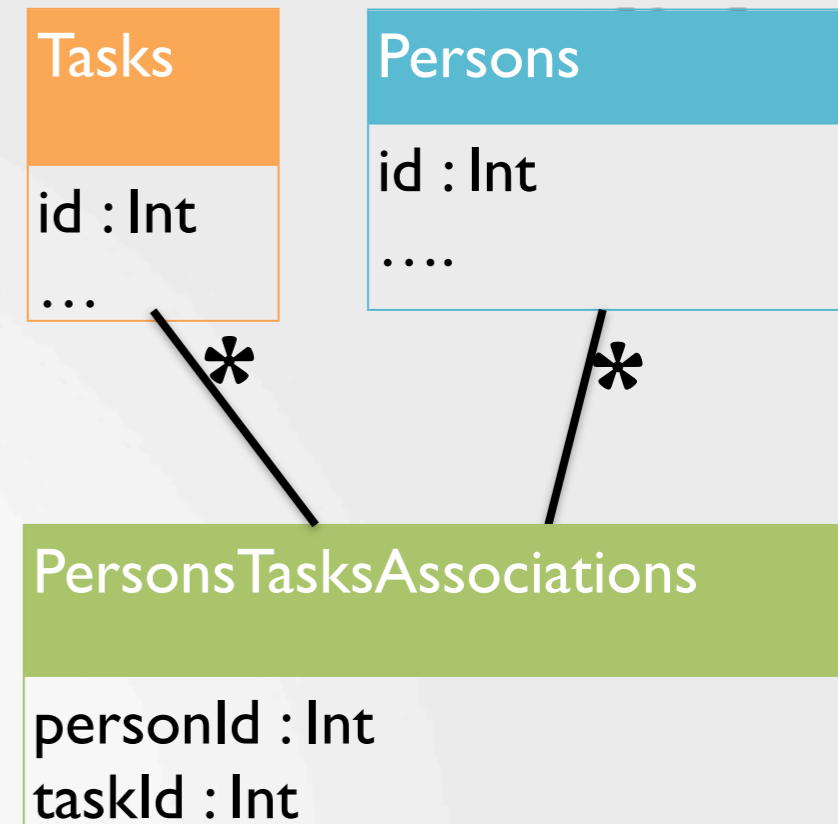 Tasks
id : Int
…
Persons
id : Int
….
*
*
PersonsTasksAssociations
personId : Int
taskId : Int